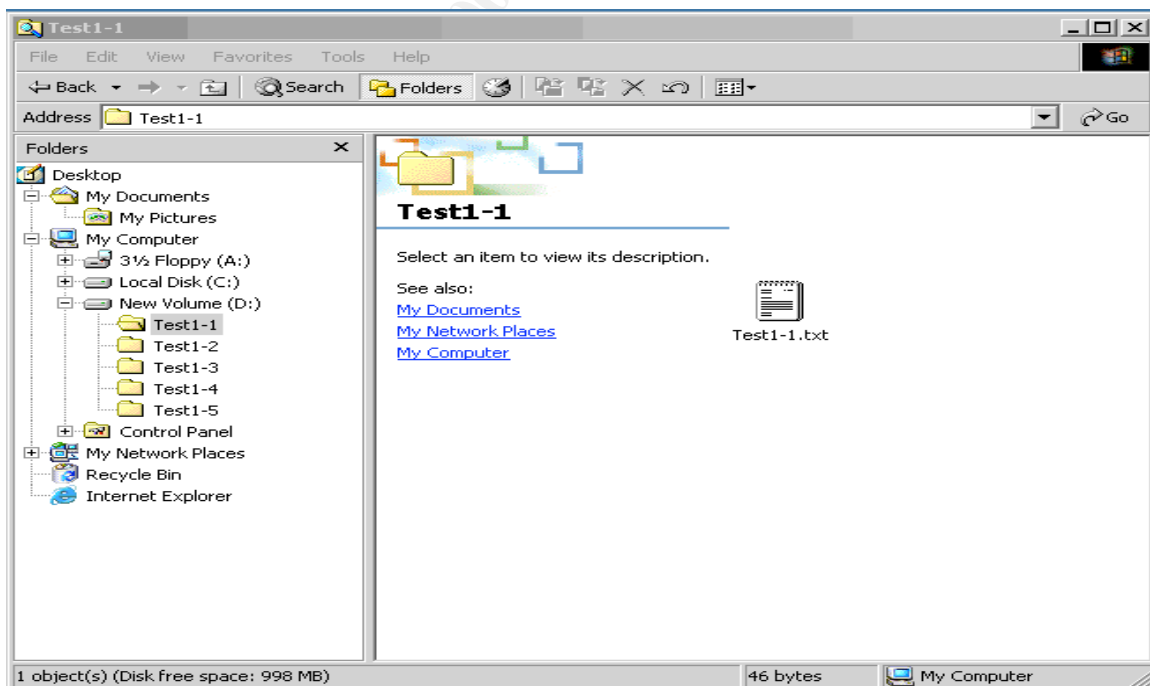 Test1-1
File Edit View Favorites Tools Help
Back Search Folders
Address Test1-1 Go
Folders
Desktop
My Documents
My Pictures
My Computer
3½ Floppy (A:)
Local Disk (C:)
New Volume (D:)
Test1-1
Test1-2
Test1-3
Test1-4
Test1-5
Control Panel
My Network Places
Recycle Bin
Internet Explorer
Test1-1
Select an item to view its description.
See also:
My Documents
My Network Places
My Computer
Test1-1.txt
1 object(s) (Disk free space: 998 MB) 46 bytes My Computer